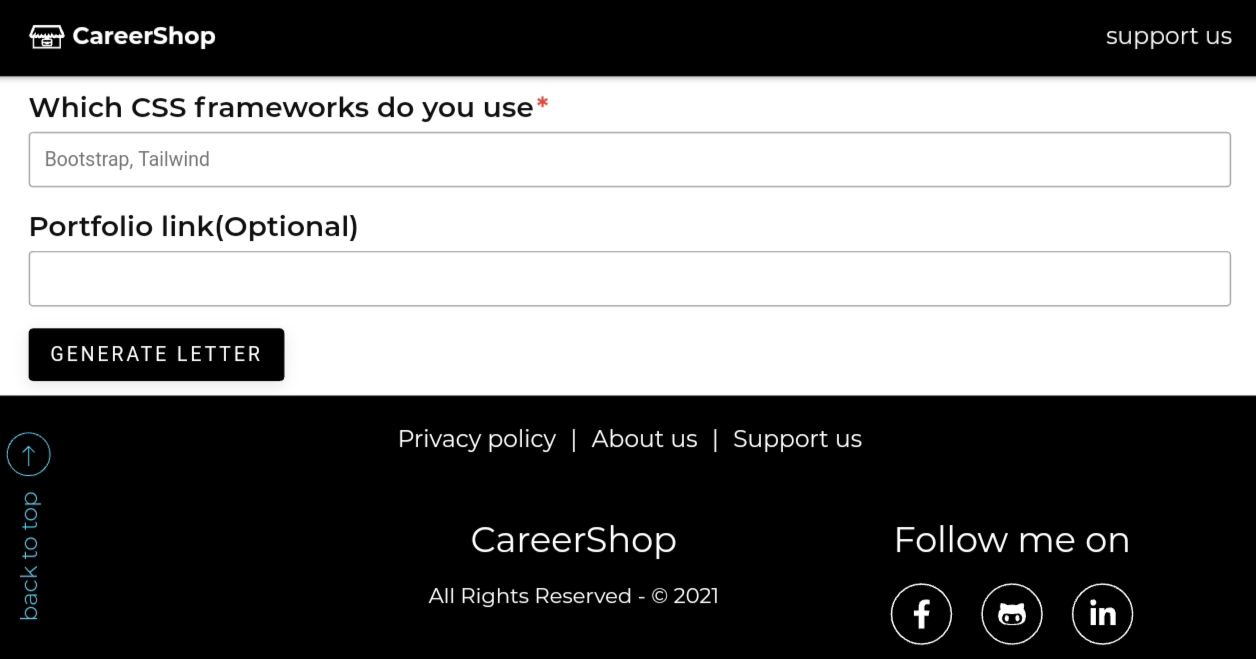 CareerShop
support us
Which CSS frameworks do you use*
Bootstrap, Tailwind
Portfolio link(Optional)
GENERATE LETTER
Privacy policy | About us | Support us
back to top
CareerShop
Follow me on
All Rights Reserved - © 2021